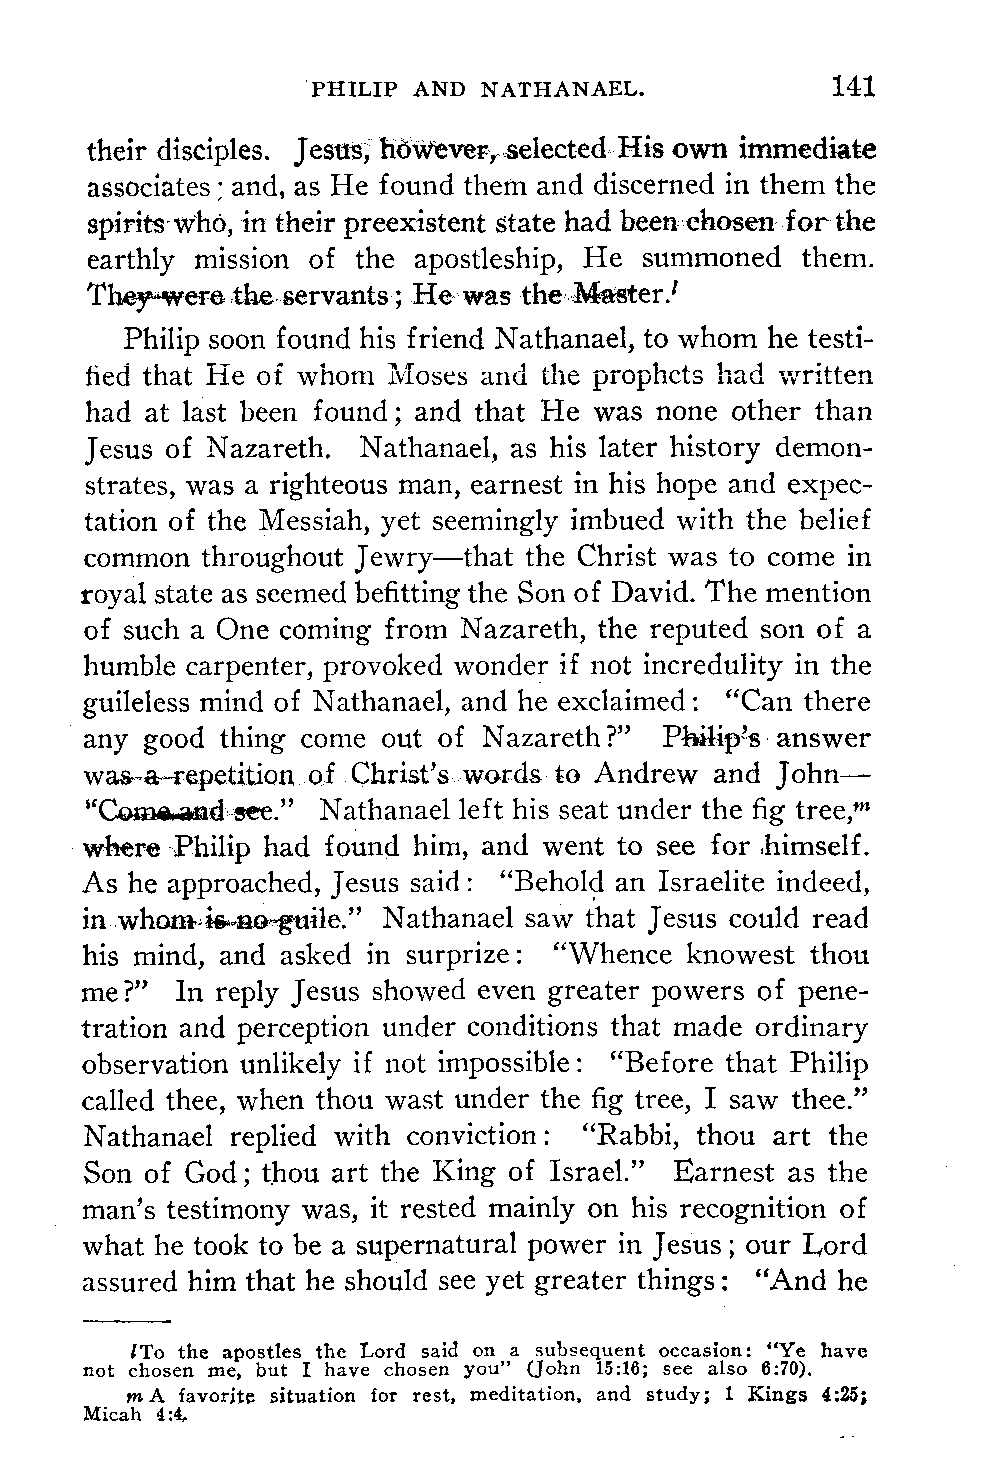 PHILIP AND NATHANAEL. 141
their disciples. Jesus, however, selected His own immediate
associates; and, as He found them and discerned in them the
spirits who, in their preexistent state had been chosen for the
earthly mission of the apostleship, He summoned them.
They were the servants; He was the Master.l
Philip soon found his friend Nathanael, to whom he testi-
fied that He of whom Moses and the prophets had written
had at last been found; and that He was none other than
Jesus of Nazareth. Nathanael, as his later history demon-
strates, was a righteous man, earnest in his hope and expec-
tation of the Messiah, yet seemingly imbued with the belief
common throughout Jewry—that the Christ was to come in
royal state as seemed befitting the Son of David. The mention
of such a One coming from Nazareth, the reputed son of a
humble carpenter, provoked wonder if not incredulity in the
guileless mind of Nathanael, and he exclaimed: “Can there
any good thing come out of Nazareth?” Philip’s answer
was a repetition of Christ’s words to Andrew and John—
“Come and see.” Nathanael left his seat under the fig tree,m
where Philip had found him, and went to see for himself.
As he approached, Jesus said: “Behold an Israelite indeed,
in whom is no guile.” Nathanael saw that Jesus could read
his mind, and asked in surprize: “Whence knowest thou
me?” In reply Jesus showed even greater powers of pene-
tration and perception under conditions that made ordinary
observation unlikely if not impossible: “Before that Philip
called thee, when thou wast under the fig tree, I saw thee.”
Nathanael replied with conviction: “Rabbi, thou art the
Son of God; thou art the King of Israel.” Earnest as the
man’s testimony was, it rested mainly on his recognition of
what he took to be a supernatural power in Jesus; our Lord
assured him that he should see yet greater things: “And he
l To the apostles the Lord said on a subsequent occasion: “Ye have
not chosen me, but I have chosen you” (John 15:16; see also 6:70).
m A favorite situation for rest, meditation, and study; 1 Kings 4:25;
Micah 4:4.